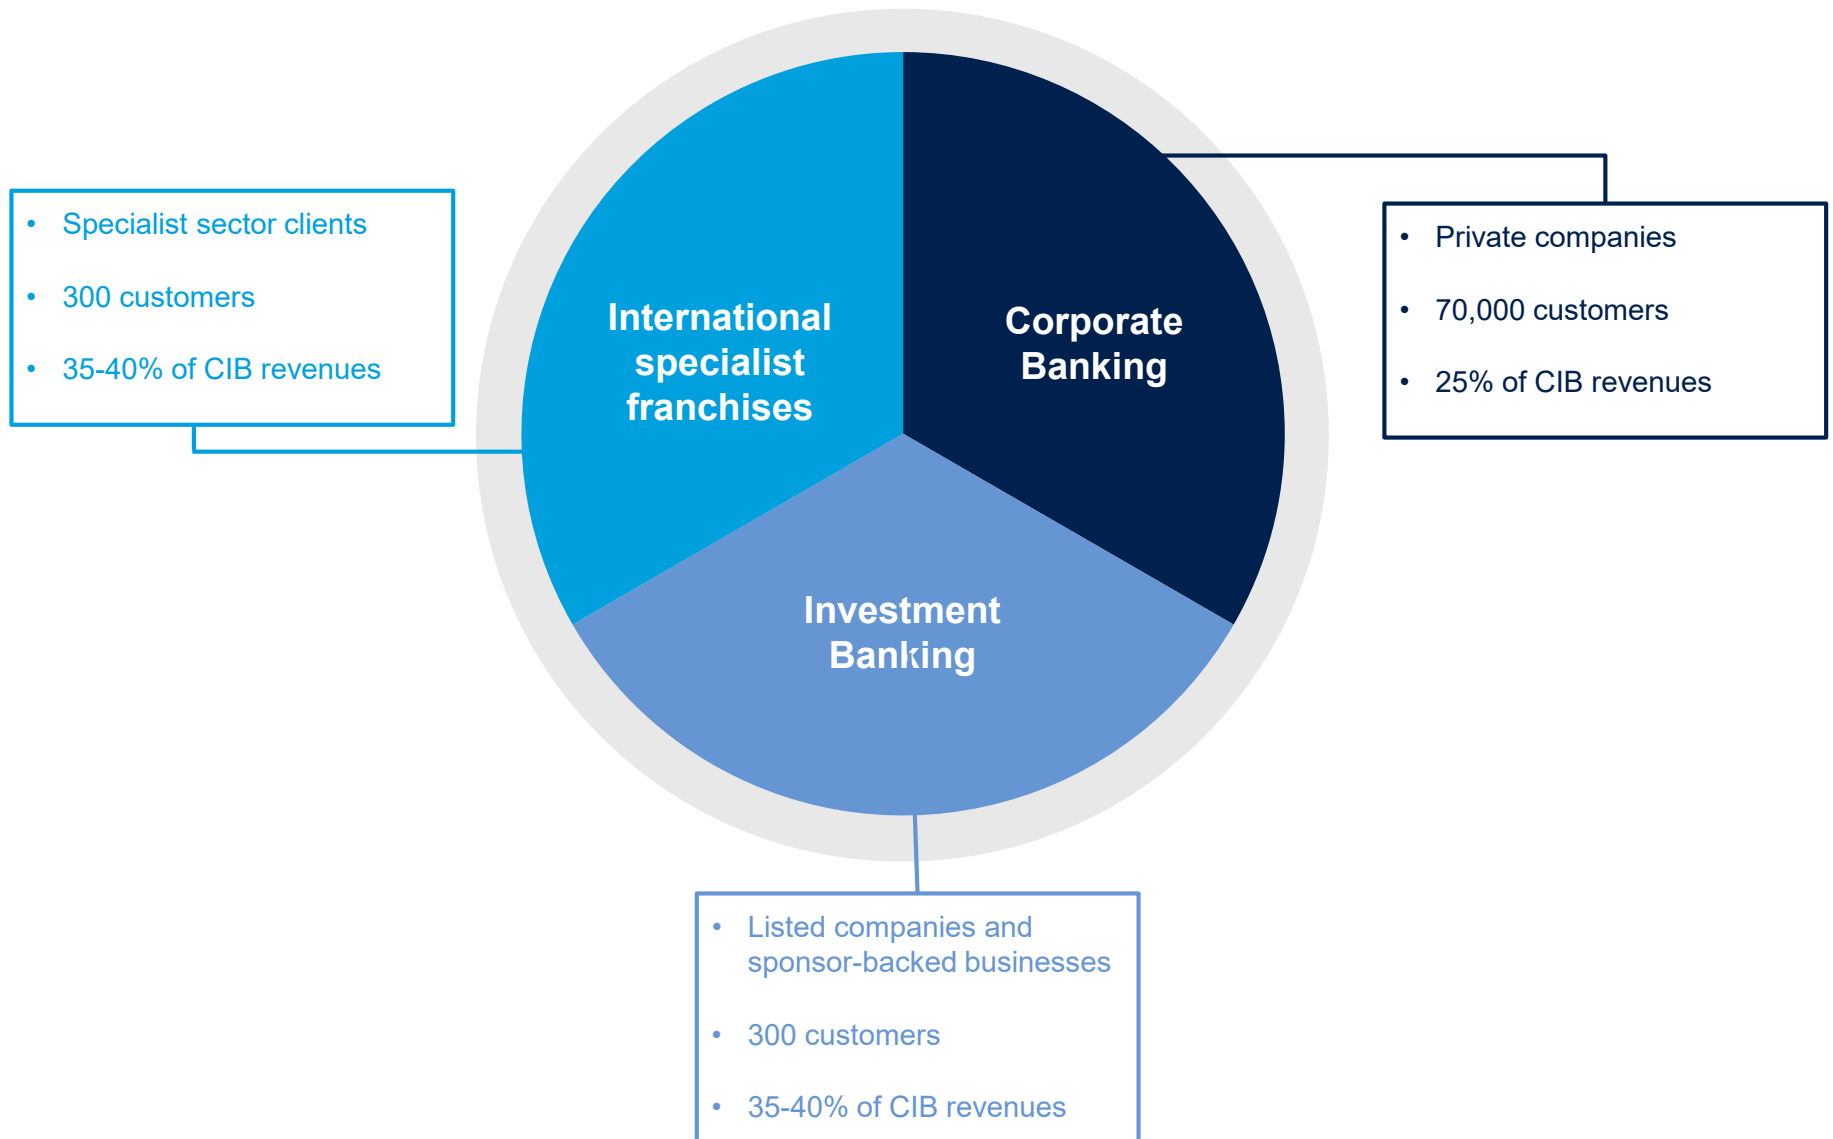 • Specialist sector clients
• 300 customers
• 35-40% of CIB revenues
International
specialist
franchises
Corporate
Banking
• Private companies
• 70,000 customers
• 25% of CIB revenues
Investment
Banking
• Listed companies and
sponsor-backed businesses
• 300 customers
• 35-40% of CIB revenues